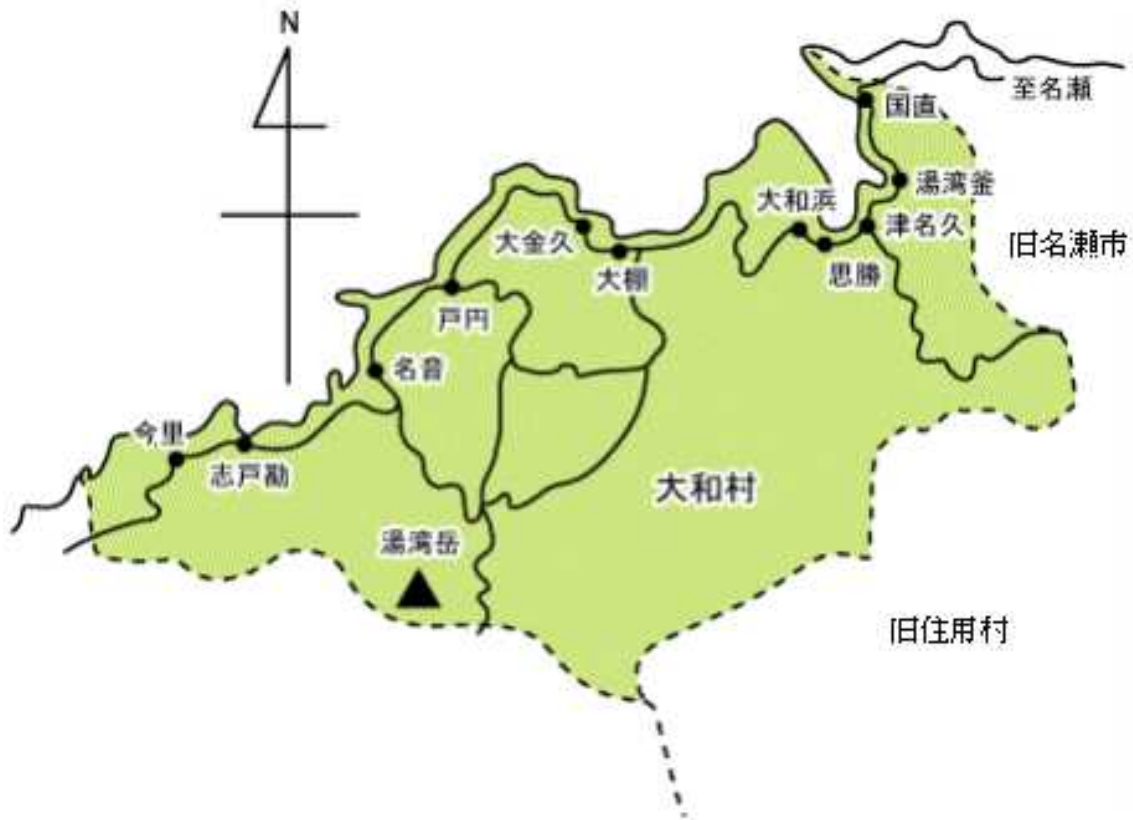 N
至名瀬
国直
湯湾釜
大和浜
津名久
大金久
旧名瀬市
大棚
思勝
戸円
名音
今里
志戸勘
大和村
湯湾岳
旧住用村